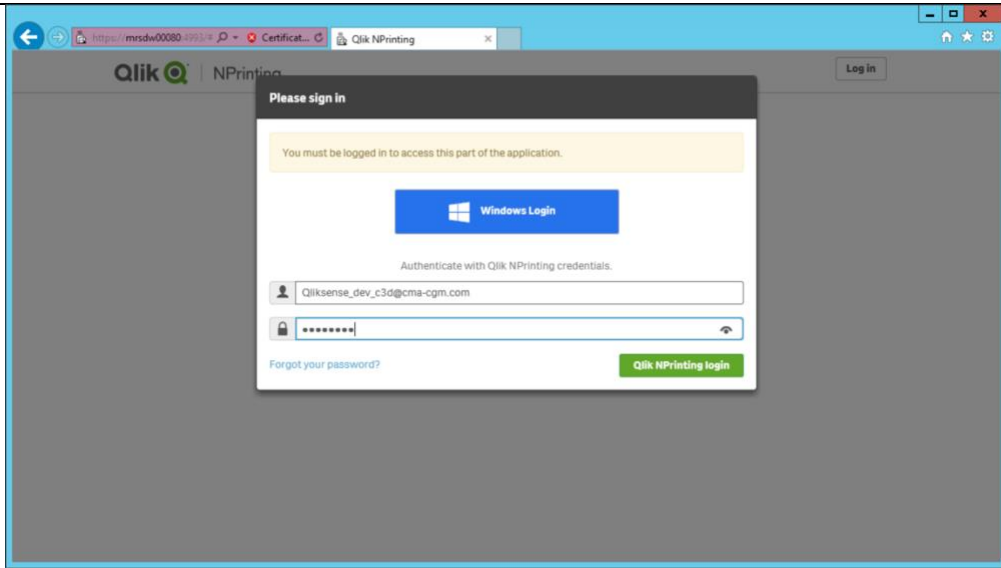 https://mrsdw00080:4993/# Certificat... Qlik NPrinting
Qlik NPrinting
Log in
Please sign in
You must be logged in to access this part of the application.
Windows Login
Authenticate with Qlik NPrinting credentials.
Qliksense_dev_c3d@cma-cgm.com
••••••••
Forgot your password?
Qlik NPrinting login